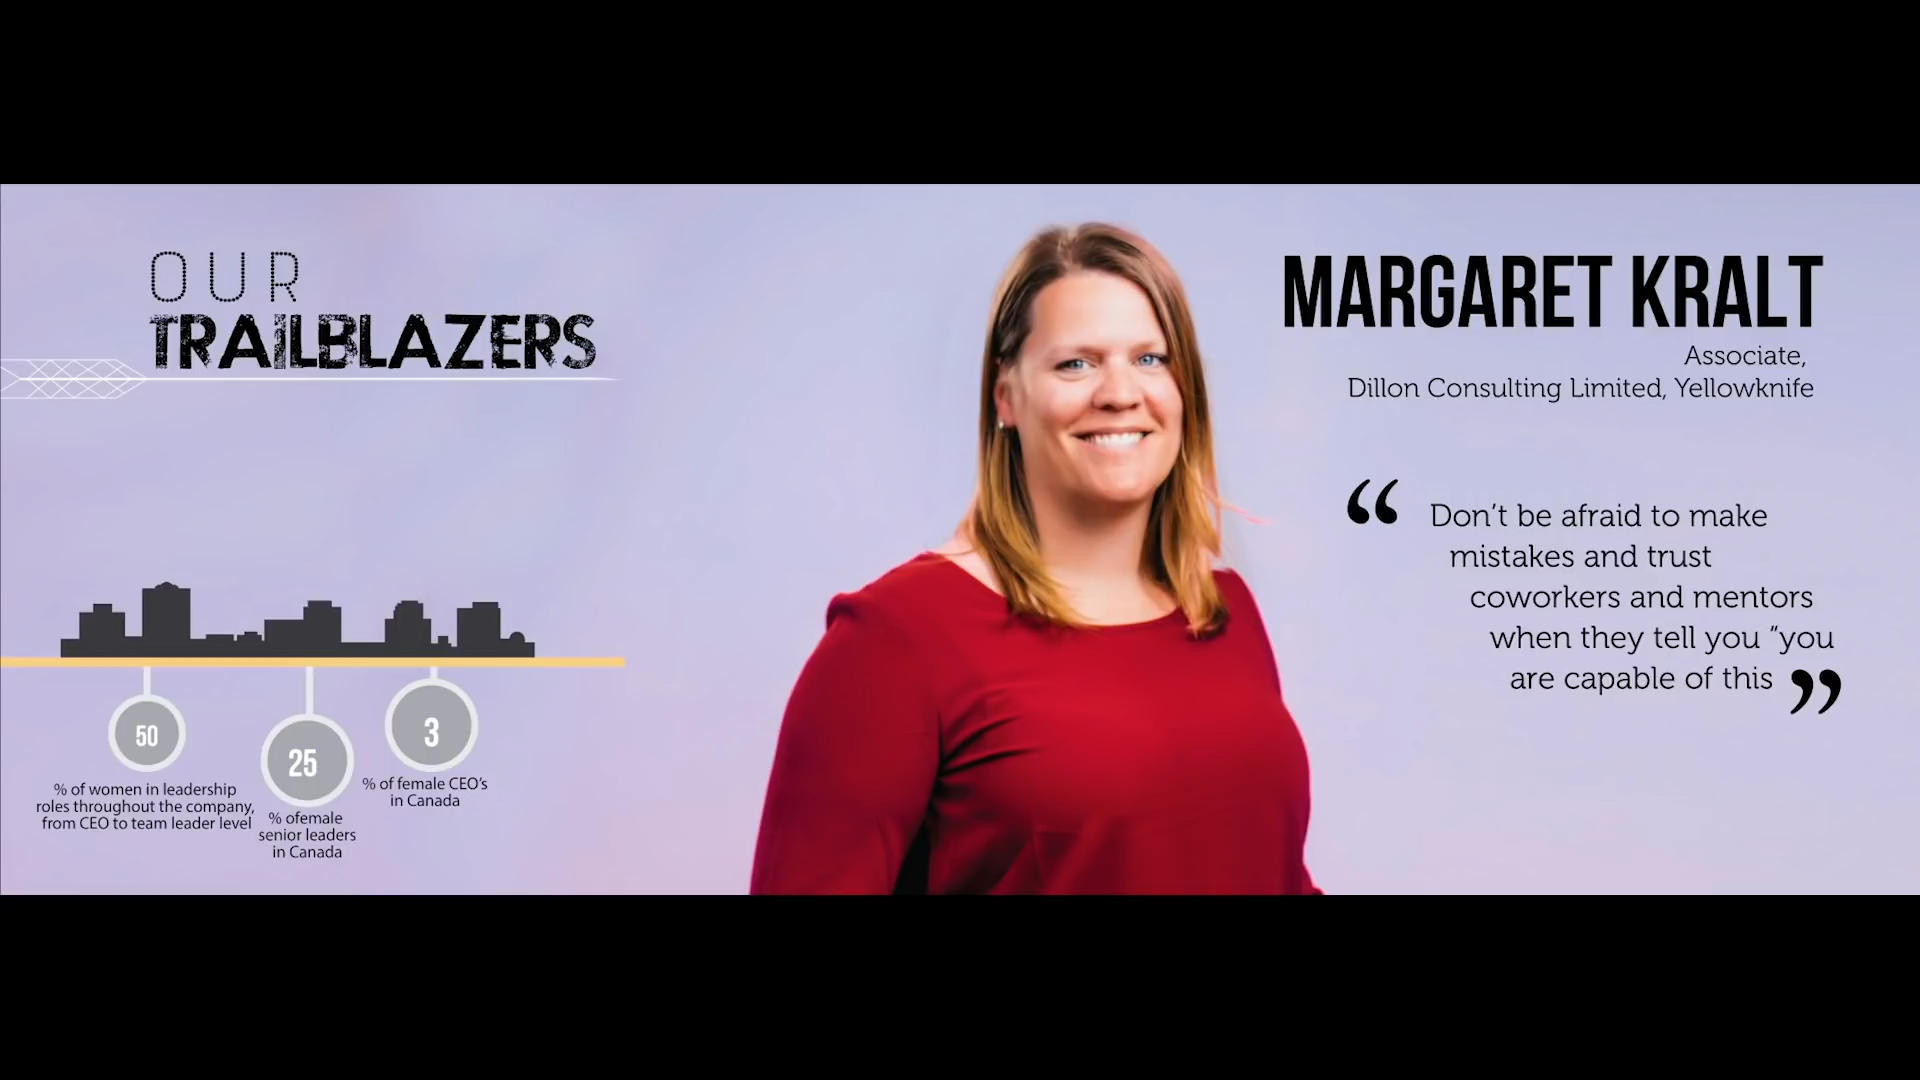 OUR
TRAILBLAZERS
MARGARET KRALT
Associate,
Dillon Consulting Limited, Yellowknife
“ Don’t be afraid to make
mistakes and trust
coworkers and mentors
when they tell you “you
are capable of this ”
50
% of women in leadership
roles throughout the company,
from CEO to team leader level
25
% ofemale
senior leaders
in Canada
3
% of female CEO’s
in Canada